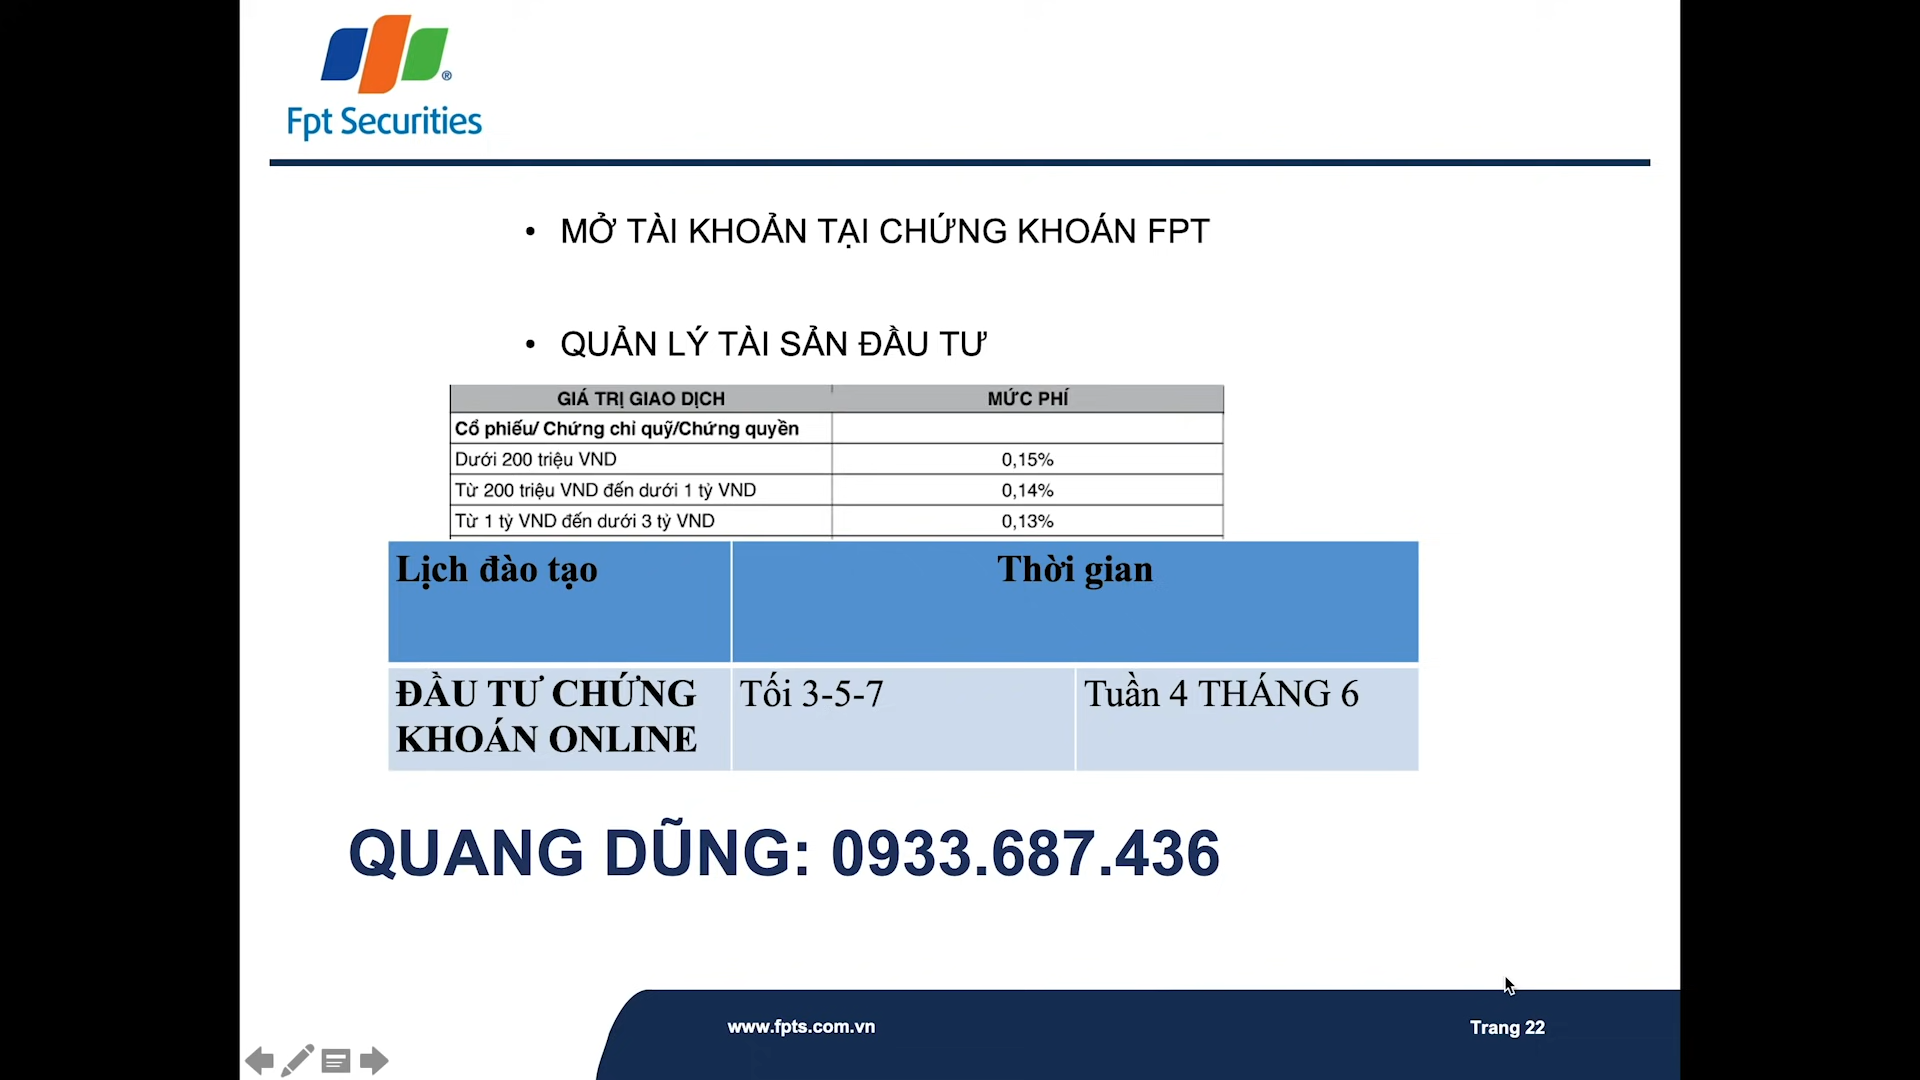 Fpt Securities
®
• MỞ TÀI KHOẢN TẠI CHỨNG KHOÁN FPT
• QUẢN LÝ TÀI SẢN ĐẦU TƯ
GIÁ TRỊ GIAO DỊCH MỨC PHÍ
Cổ phiếu/ Chứng chỉ quỹ/Chứng quyền
Dưới 200 triệu VND 0,15%
Từ 200 triệu VND đến dưới 1 tỷ VND 0,14%
Từ 1 tỷ VND đến dưới 3 tỷ VND 0,13%
Lịch đào tạo Thời gian
ĐẦU TƯ CHỨNG KHOÁN ONLINE Tối 3-5-7 Tuần 4 THÁNG 6
QUANG DŨNG: 0933.687.436
www.fpts.com.vn Trang 22